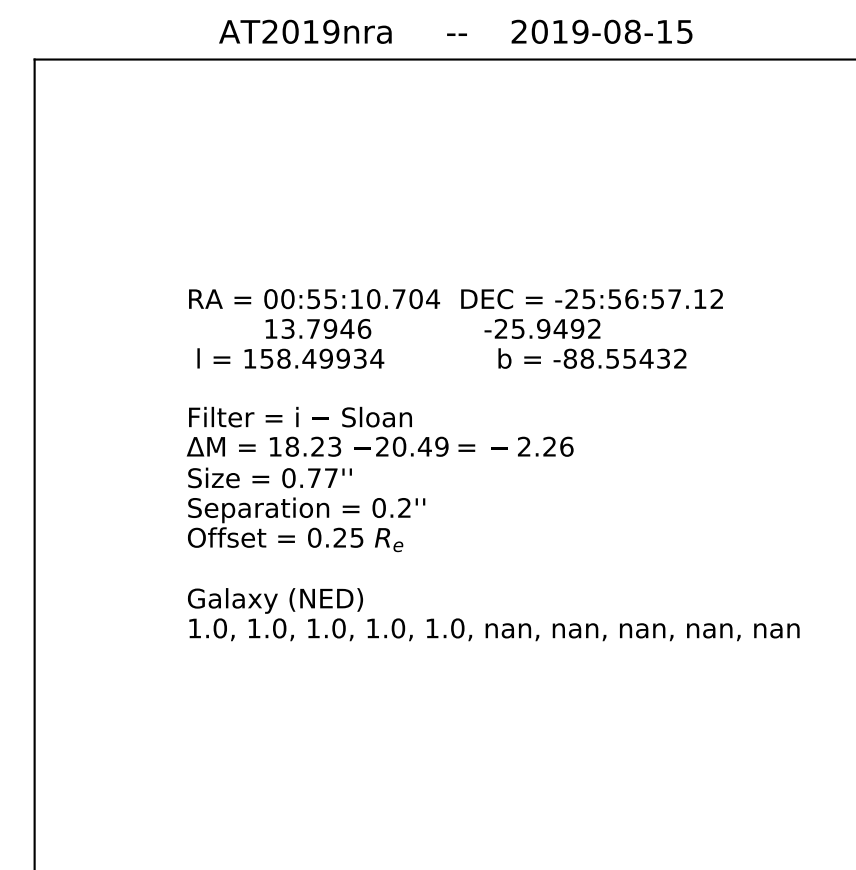 AT2019nra -- 2019-08-15
RA = 00:55:10.704 DEC = -25:56:57.12
13.7946 -25.9492
l = 158.49934 b = -88.55432
Filter = i − Sloan
ΔM = 18.23 −20.49 = − 2.26
Size = 0.77''
Separation = 0.2''
Offset = 0.25 Re
Galaxy (NED)
1.0, 1.0, 1.0, 1.0, 1.0, nan, nan, nan, nan, nan